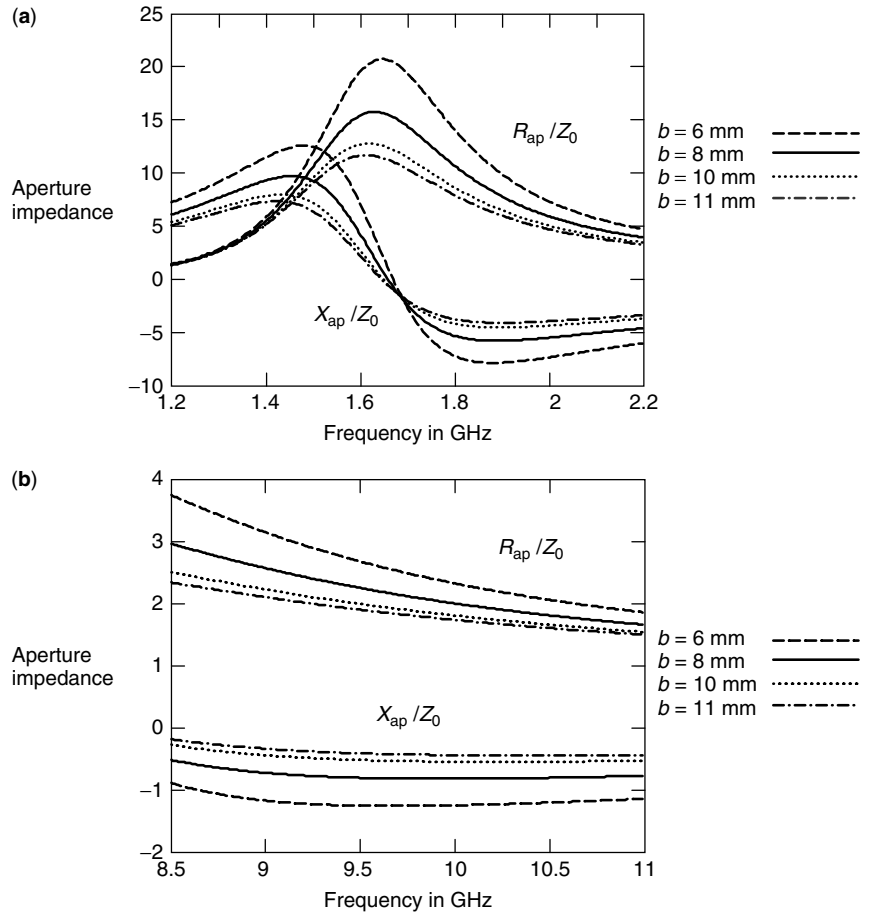 (a)
25
20
15
10
5
0
−5
−10
Aperture
impedance
R_ap /Z_0
X_ap /Z_0
b = 6 mm
b = 8 mm
b = 10 mm
b = 11 mm
1.2 1.4 1.6 1.8 2 2.2
Frequency in GHz
(b)
4
3
2
1
0
−1
−2
Aperture
impedance
R_ap /Z_0
X_ap /Z_0
b = 6 mm
b = 8 mm
b = 10 mm
b = 11 mm
8.5 9 9.5 10 10.5 11
Frequency in GHz